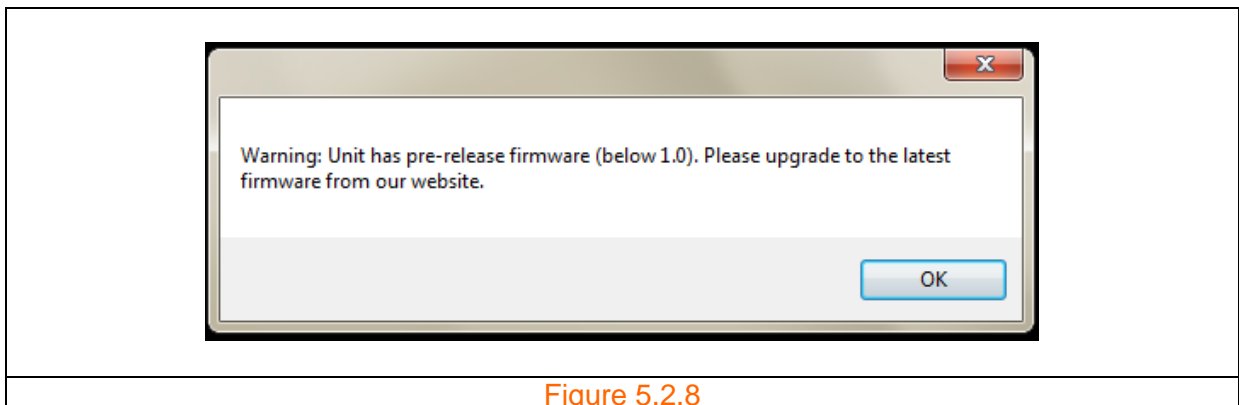 Warning: Unit has pre-release firmware (below 1.0). Please upgrade to the latest
firmware from our website.
OK
Figure 5.2.8